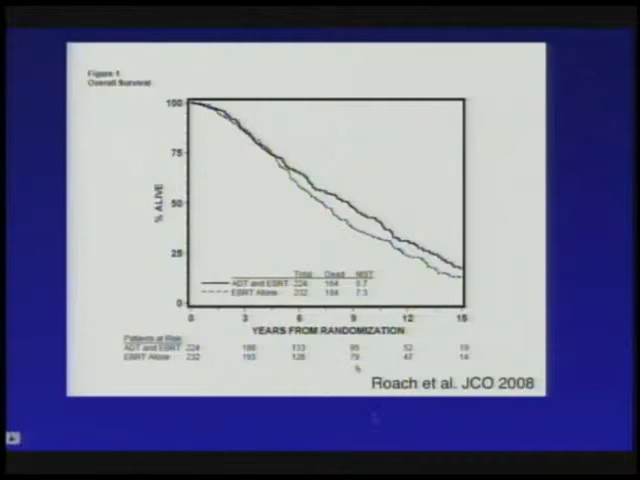 Figure 1
Overall Survival
100
75
50
25
0
% ALIVE
Total Dead MST
ADT and EBRT 224 164 8.7
EBRT Alone 232 184 7.3
0 3 6 9 12 15
YEARS FROM RANDOMIZATION
Patients at Risk
ADT and EBRT 224 186 133 95 52 19
EBRT Alone 232 193 126 79 47 14
Roach et al. JCO 2008